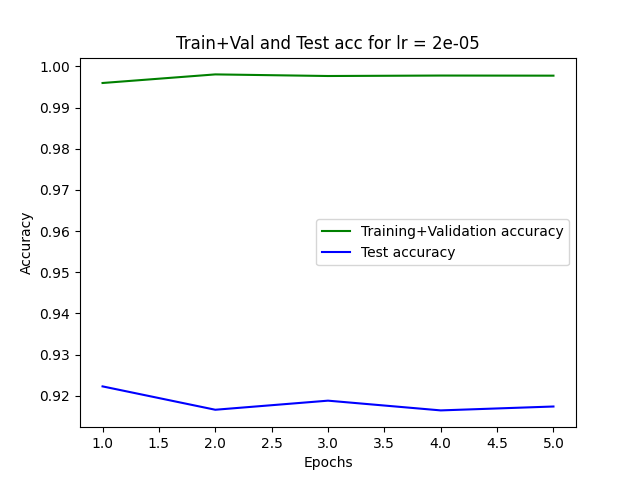 Train+Val and Test acc for lr = 2e-05
1.00
0.99
0.98
0.97
0.96
0.95
0.94
0.93
0.92
Accuracy
Training+Validation accuracy
Test accuracy
1.0 1.5 2.0 2.5 3.0 3.5 4.0 4.5 5.0
Epochs